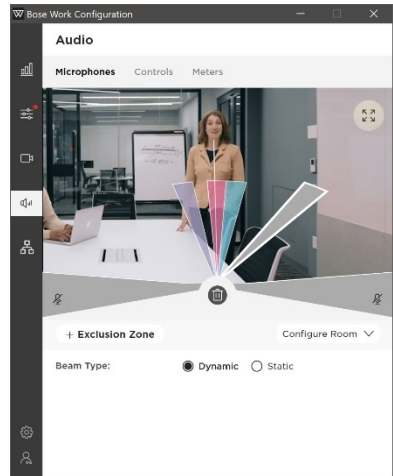 Bose Work Configuration
Audio
Microphones Controls Meters
+ Exclusion Zone
Configure Room
Beam Type: Dynamic Static